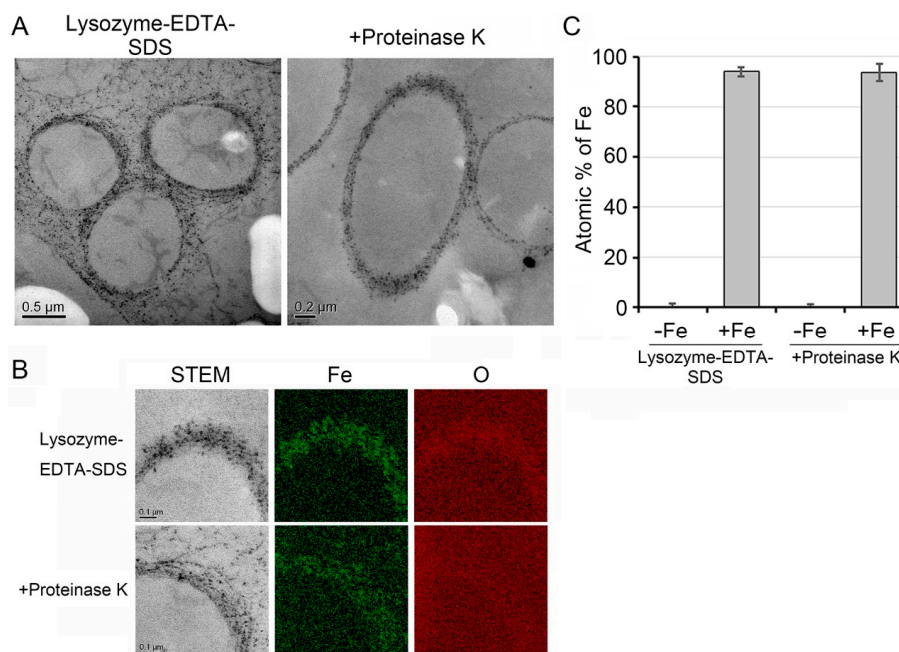 A
Lysozyme-EDTA-
SDS
+Proteinase K
0.5 µm
0.2 µm
C
Atomic % of Fe
100
80
60
40
20
0
−Fe
+Fe
−Fe
+Fe
Lysozyme-EDTA-
SDS
+Proteinase K
B
STEM
Fe
O
Lysozyme-
EDTA-SDS
0.1 µm
+Proteinase K
0.1 µm